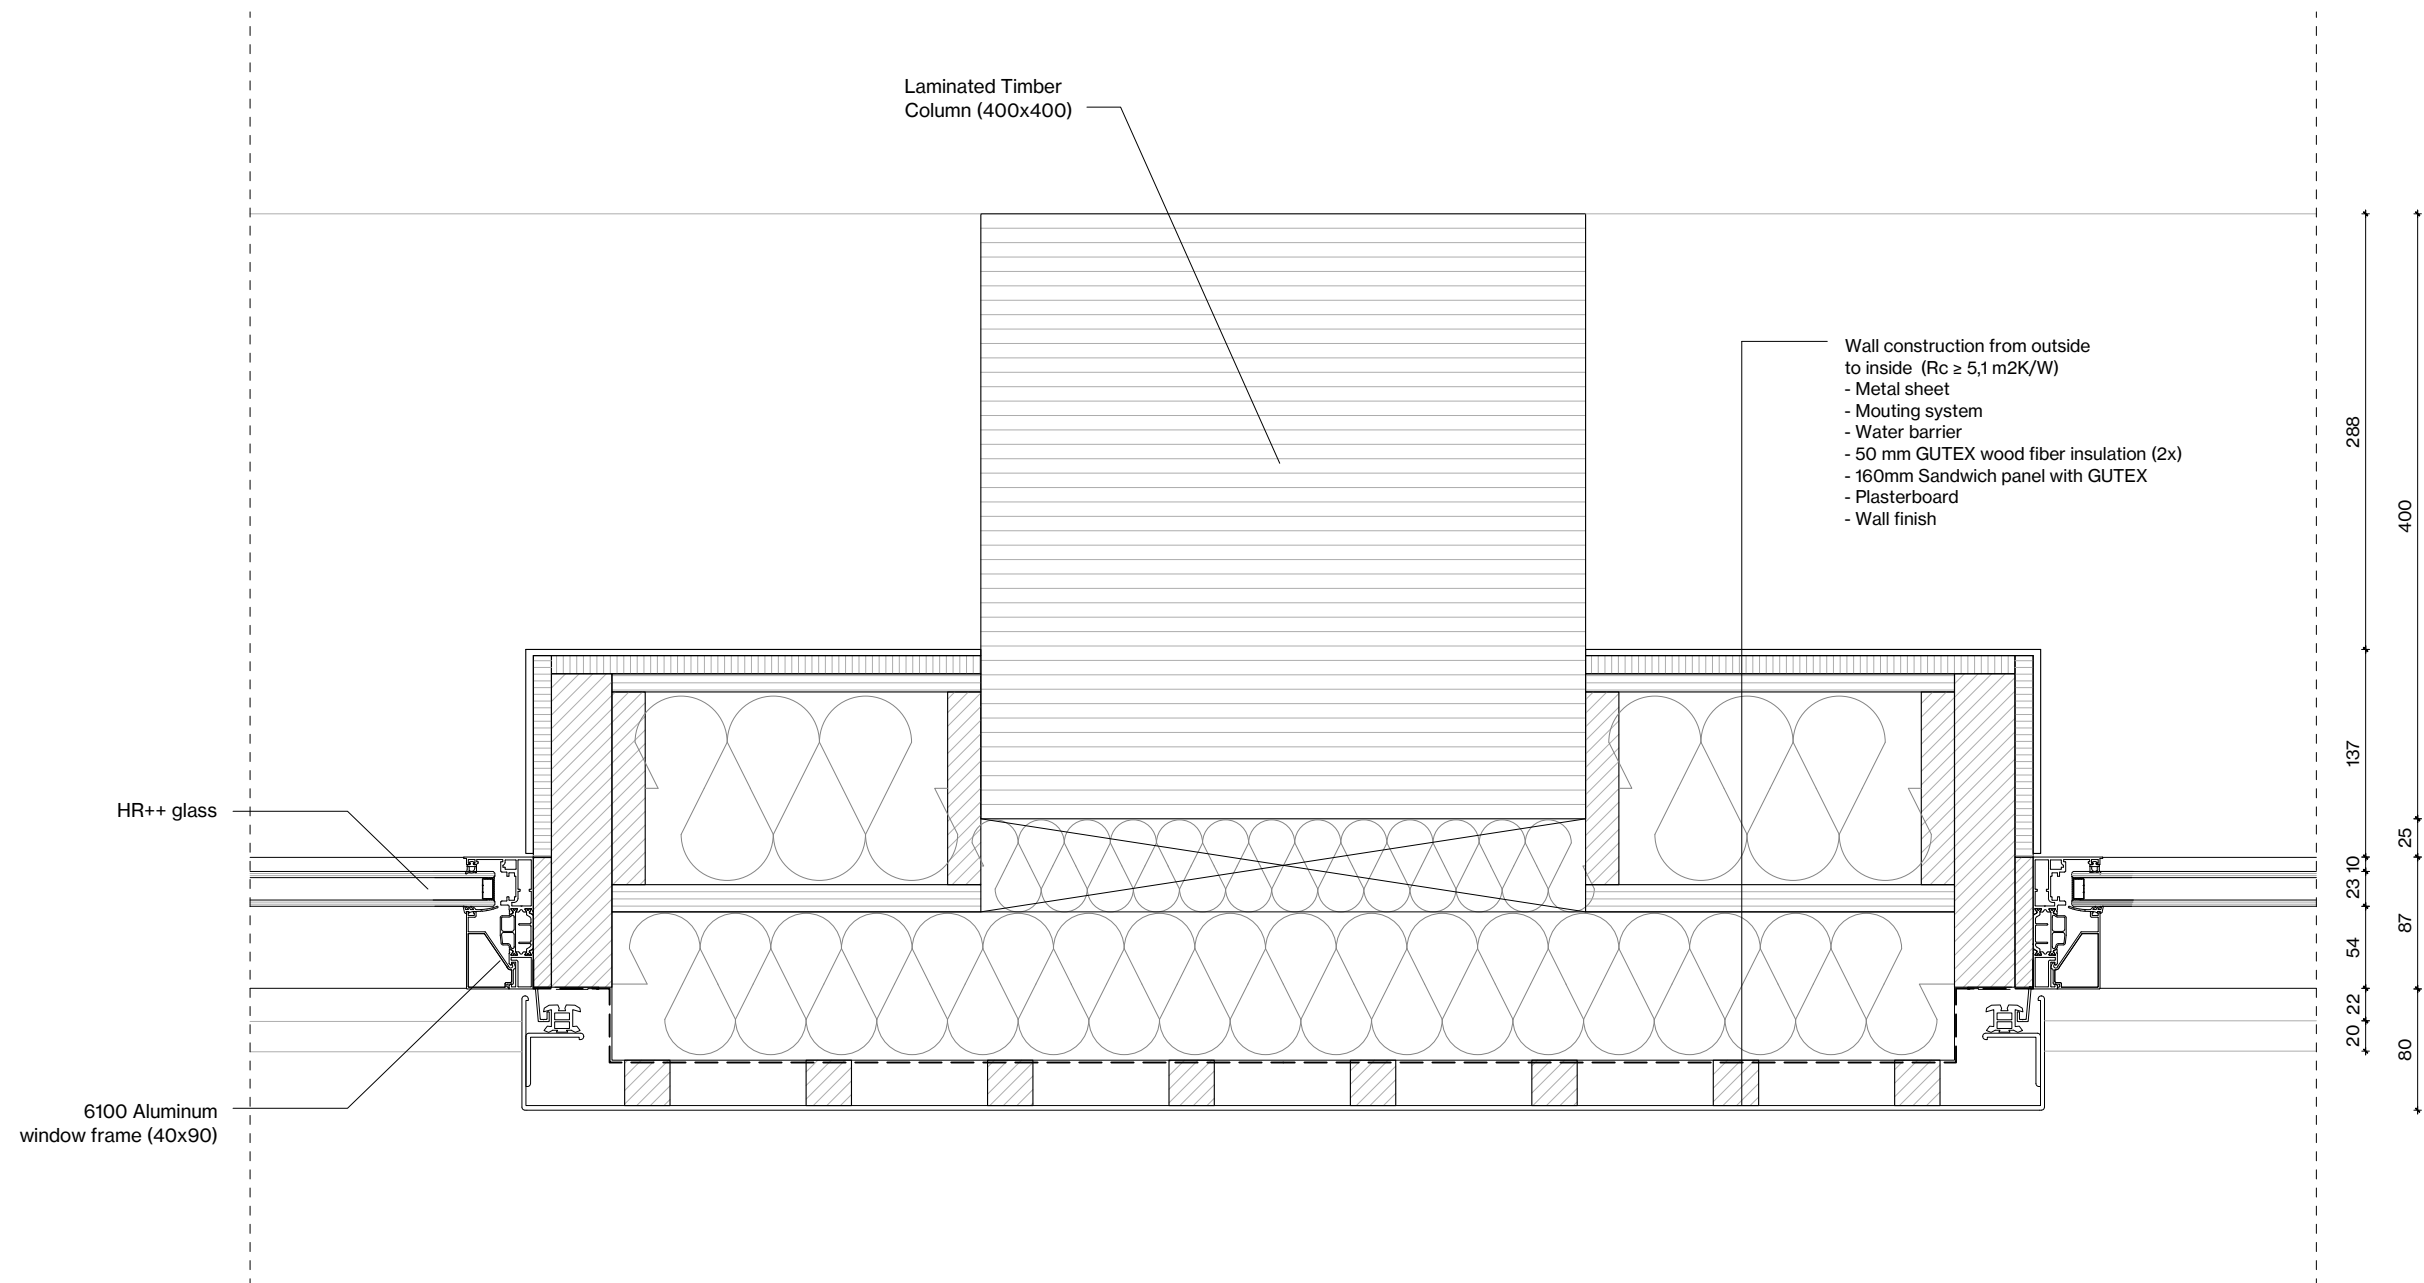 Laminated Timber
Column (400x400)
Wall construction from outside
to inside (Rc ≥ 5,1 m2K/W)
- Metal sheet
- Mouting system
- Water barrier
- 50 mm GUTEX wood fiber insulation (2x)
- 160mm Sandwich panel with GUTEX
- Plasterboard
- Wall finish
HR++ glass
6100 Aluminum
window frame (40x90)
288
137
10
23
54
22
20
400
25
87
80